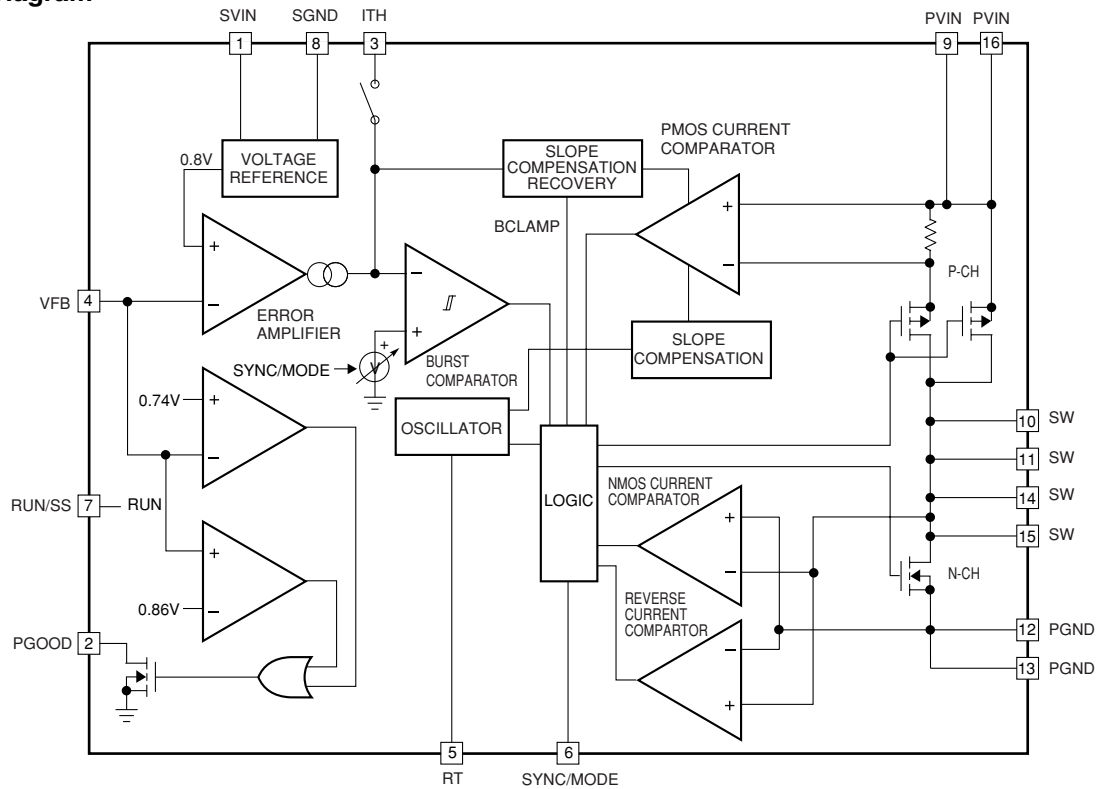 SVIN SGND ITH PVIN PVIN
1 8 3 9 16
0.8V
VOLTAGE
REFERENCE
SLOPE
COMPENSATION
RECOVERY
PMOS CURRENT
COMPARATOR
BCLAMP
+
−
+
−
−
+
P-CH
VFB 4
ERROR
AMPLIFIER
SYNC/MODE
+
V
BURST
COMPARATOR
SLOPE
COMPENSATION
0.74V
+
−
OSCILLATOR
LOGIC
10 SW
11 SW
14 SW
15 SW
RUN/SS 7 RUN
NMOS CURRENT
COMPARATOR
+
−
N-CH
+
−
0.86V
REVERSE
CURRENT
COMPARTOR
−
+
PGOOD 2
12 PGND
13 PGND
5 6
RT SYNC/MODE